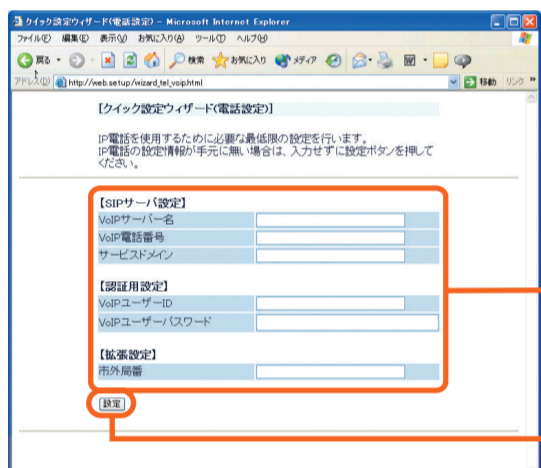 クイック設定ウィザード(電話設定) - Microsoft Internet Explorer
ファイル(F) 編集(E) 表示(V) お気に入り(A) ツール(T) ヘルプ(H)
戻る 検索 お気に入り メディア
アドレス(D) http://web.setup/wizard_tel_voip.html 移動 リンク »
[クイック設定ウィザード(電話設定)]
IP電話を使用するために必要な最低限の設定を行います。
IP電話の設定情報が手元に無い場合は、入力せずに設定ボタンを押して
ください。
【SIPサーバ設定】
VoIPサーバー名
VoIP電話番号
サービスドメイン
【認証用設定】
VoIPユーザーID
VoIPユーザーパスワード
【拡張設定】
市外局番
設定